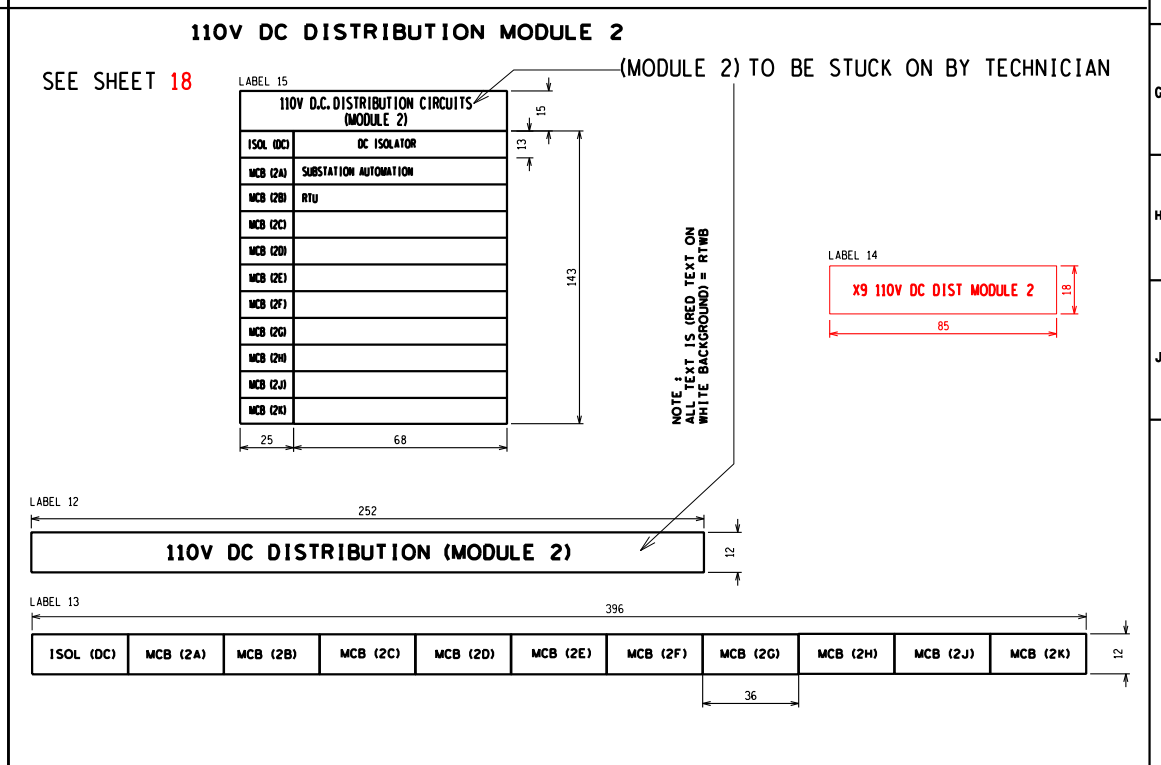 110V DC DISTRIBUTION MODULE 2
SEE SHEET 18
(MODULE 2) TO BE STUCK ON BY TECHNICIAN
LABEL 15
110V D.C. DISTRIBUTION CIRCUITS
(MODULE 2)
15
ISOL (DC) DC ISOLATOR
13
MCB (2A) SUBSTATION AUTOMATION
MCB (2B) RTU
MCB (2C)
MCB (2D)
MCB (2E)
MCB (2F)
MCB (2G)
MCB (2H)
MCB (2J)
MCB (2K)
143
25 68
NOTE :
ALL TEXT IS (RED TEXT ON
WHITE BACKGROUND) = RTWB
LABEL 14
X9 110V DC DIST MODULE 2
18
85
G
H
J
LABEL 12
252
110V DC DISTRIBUTION (MODULE 2)
12
LABEL 13
396
ISOL (DC) MCB (2A) MCB (2B) MCB (2C) MCB (2D) MCB (2E) MCB (2F) MCB (2G) MCB (2H) MCB (2J) MCB (2K)
12
36